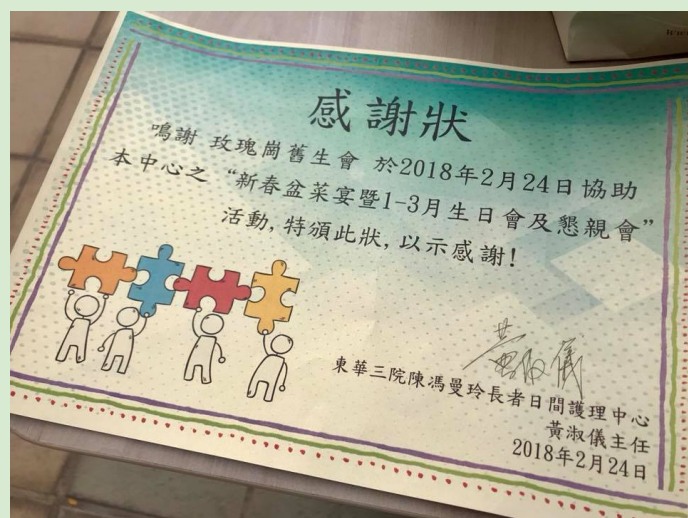 感謝狀
鳴謝 玫瑰崗舊生會 於2018年2月24日協助
本中心之“新春盆菜宴暨1-3月生日會及懇親會”
活動,特頒此狀,以示感謝!
黃淑儀
東華三院陳馮曼玲長者日間護理中心
黃淑儀主任
2018年2月24日